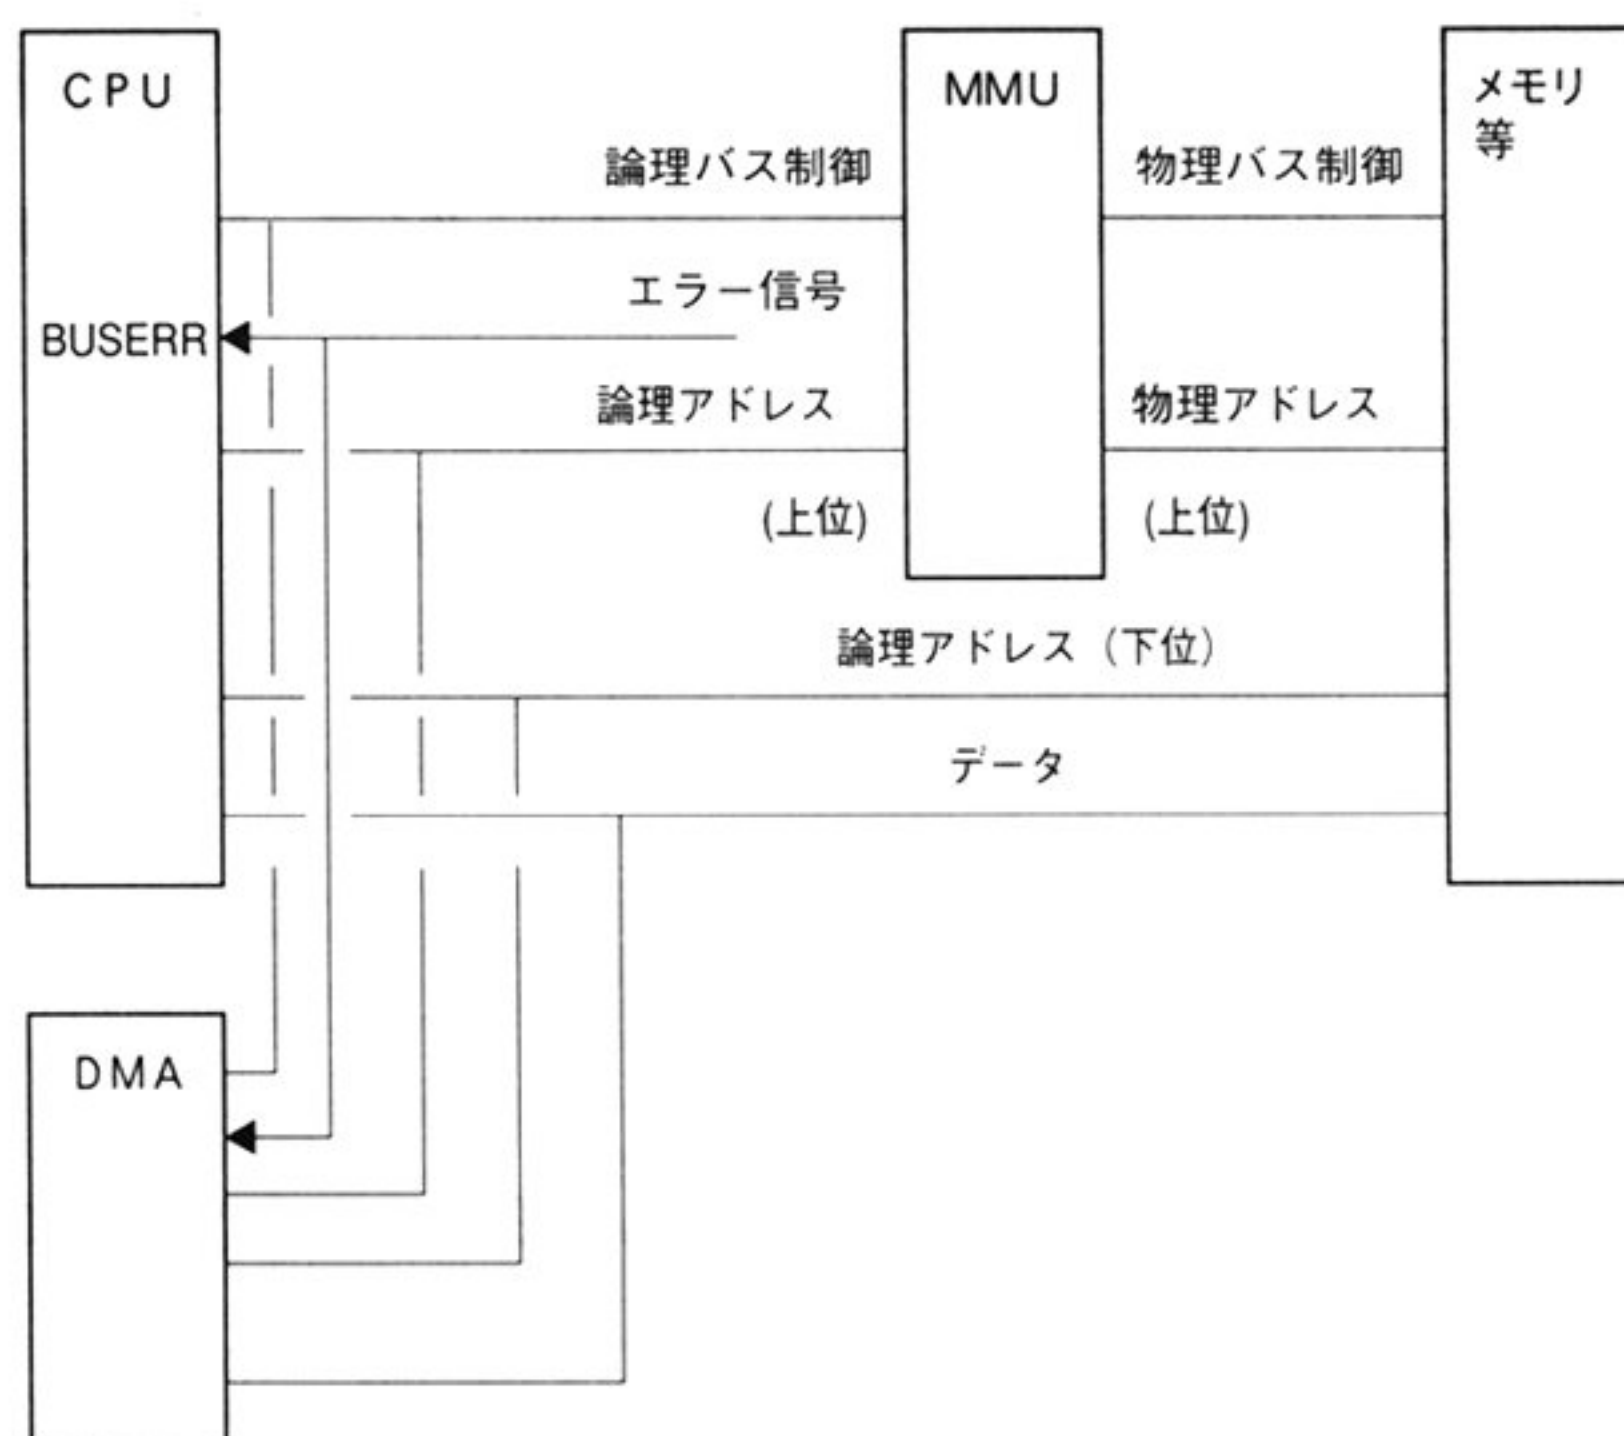 CPU
MMU
メモリ
等
論理バス制御
物理バス制御
エラー信号
BUSERR
論理アドレス
物理アドレス
(上位)
(上位)
論理アドレス（下位）
データ
DMA